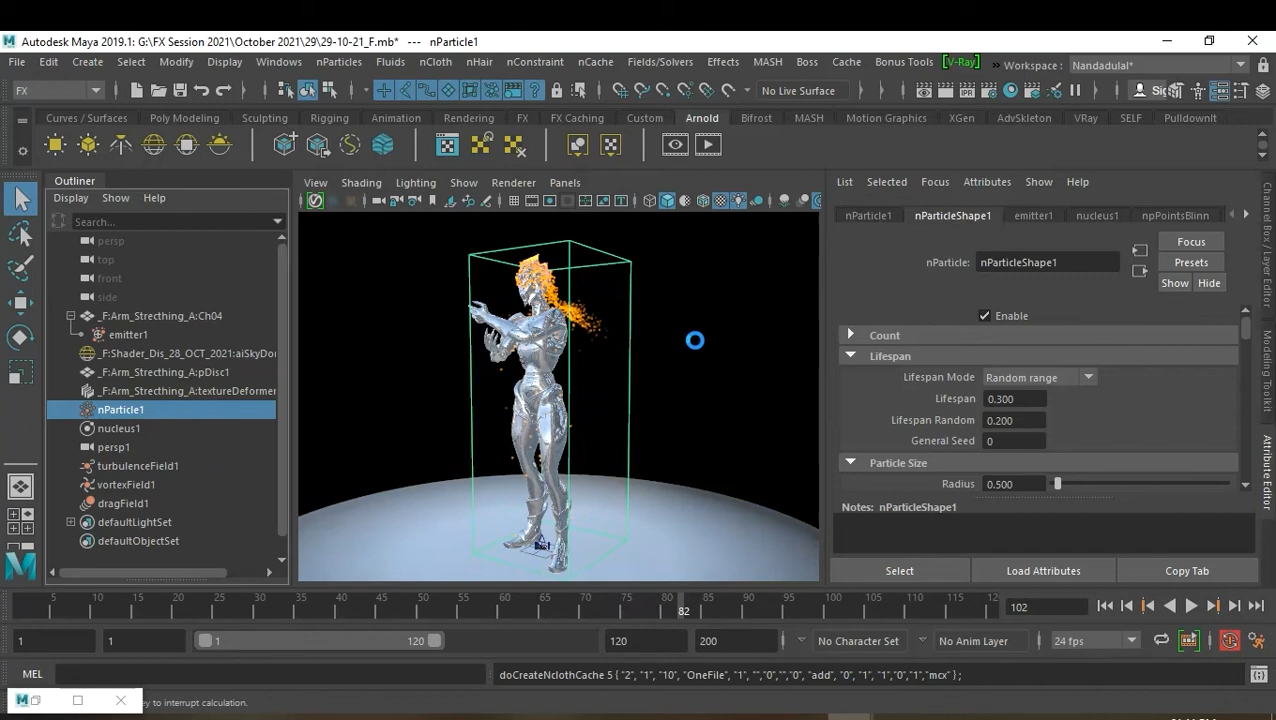 Autodesk Maya 2019.1: G:\FX Session 2021\October 2021\29\29-10-21_F.mb* --- nParticle1
File Edit Create Select Modify Display Windows nParticles Fluids nCloth nHair nConstraint nCache Fields/Solvers Effects MASH Boss Cache Bonus Tools [V-Ray] Workspace : Nandadulal*
FX No Live Surface
Curves / Surfaces Poly Modeling Sculpting Rigging Animation Rendering FX FX Caching Custom Arnold Bifrost MASH Motion Graphics XGen AdvSkeleton VRay SELF PulldownIt
Outliner
Display Show Help
Search...
persp
top
front
side
_F:Arm_Strecthing_A:Ch04
emitter1
_F:Shader_Dis_28_OCT_2021:aiSkyDo
_F:Arm_Strecthing_A:pDisc1
_F:Arm_Strecthing_A:textureDeformer
nParticle1
nucleus1
persp1
turbulenceField1
vortexField1
dragField1
defaultLightSet
defaultObjectSet
View Shading Lighting Show Renderer Panels
List Selected Focus Attributes Show Help
nParticle1 nParticleShape1 emitter1 nucleus1 npPointsBlinn
Focus
nParticle: nParticleShape1 Presets
Show Hide
Enable
Count
Lifespan
Lifespan Mode Random range
Lifespan 0.300
Lifespan Random 0.200
General Seed 0
Particle Size
Radius 0.500
Notes: nParticleShape1
Select Load Attributes Copy Tab
Channel Box / Layer Editor
Attribute Editor
5 10 15 20 25 30 35 40 45 50 55 60 65 70 75 80 82 85 90 95 100 105 110 115 102
1 1 1 120 120 200 No Character Set No Anim Layer 24 fps
MEL doCreateNclothCache 5 { "2", "1", "10", "OneFile", "1", "","0","","0", "add", "0", "1", "1","0","1","mcx" } ;
ey to interrupt calculation.